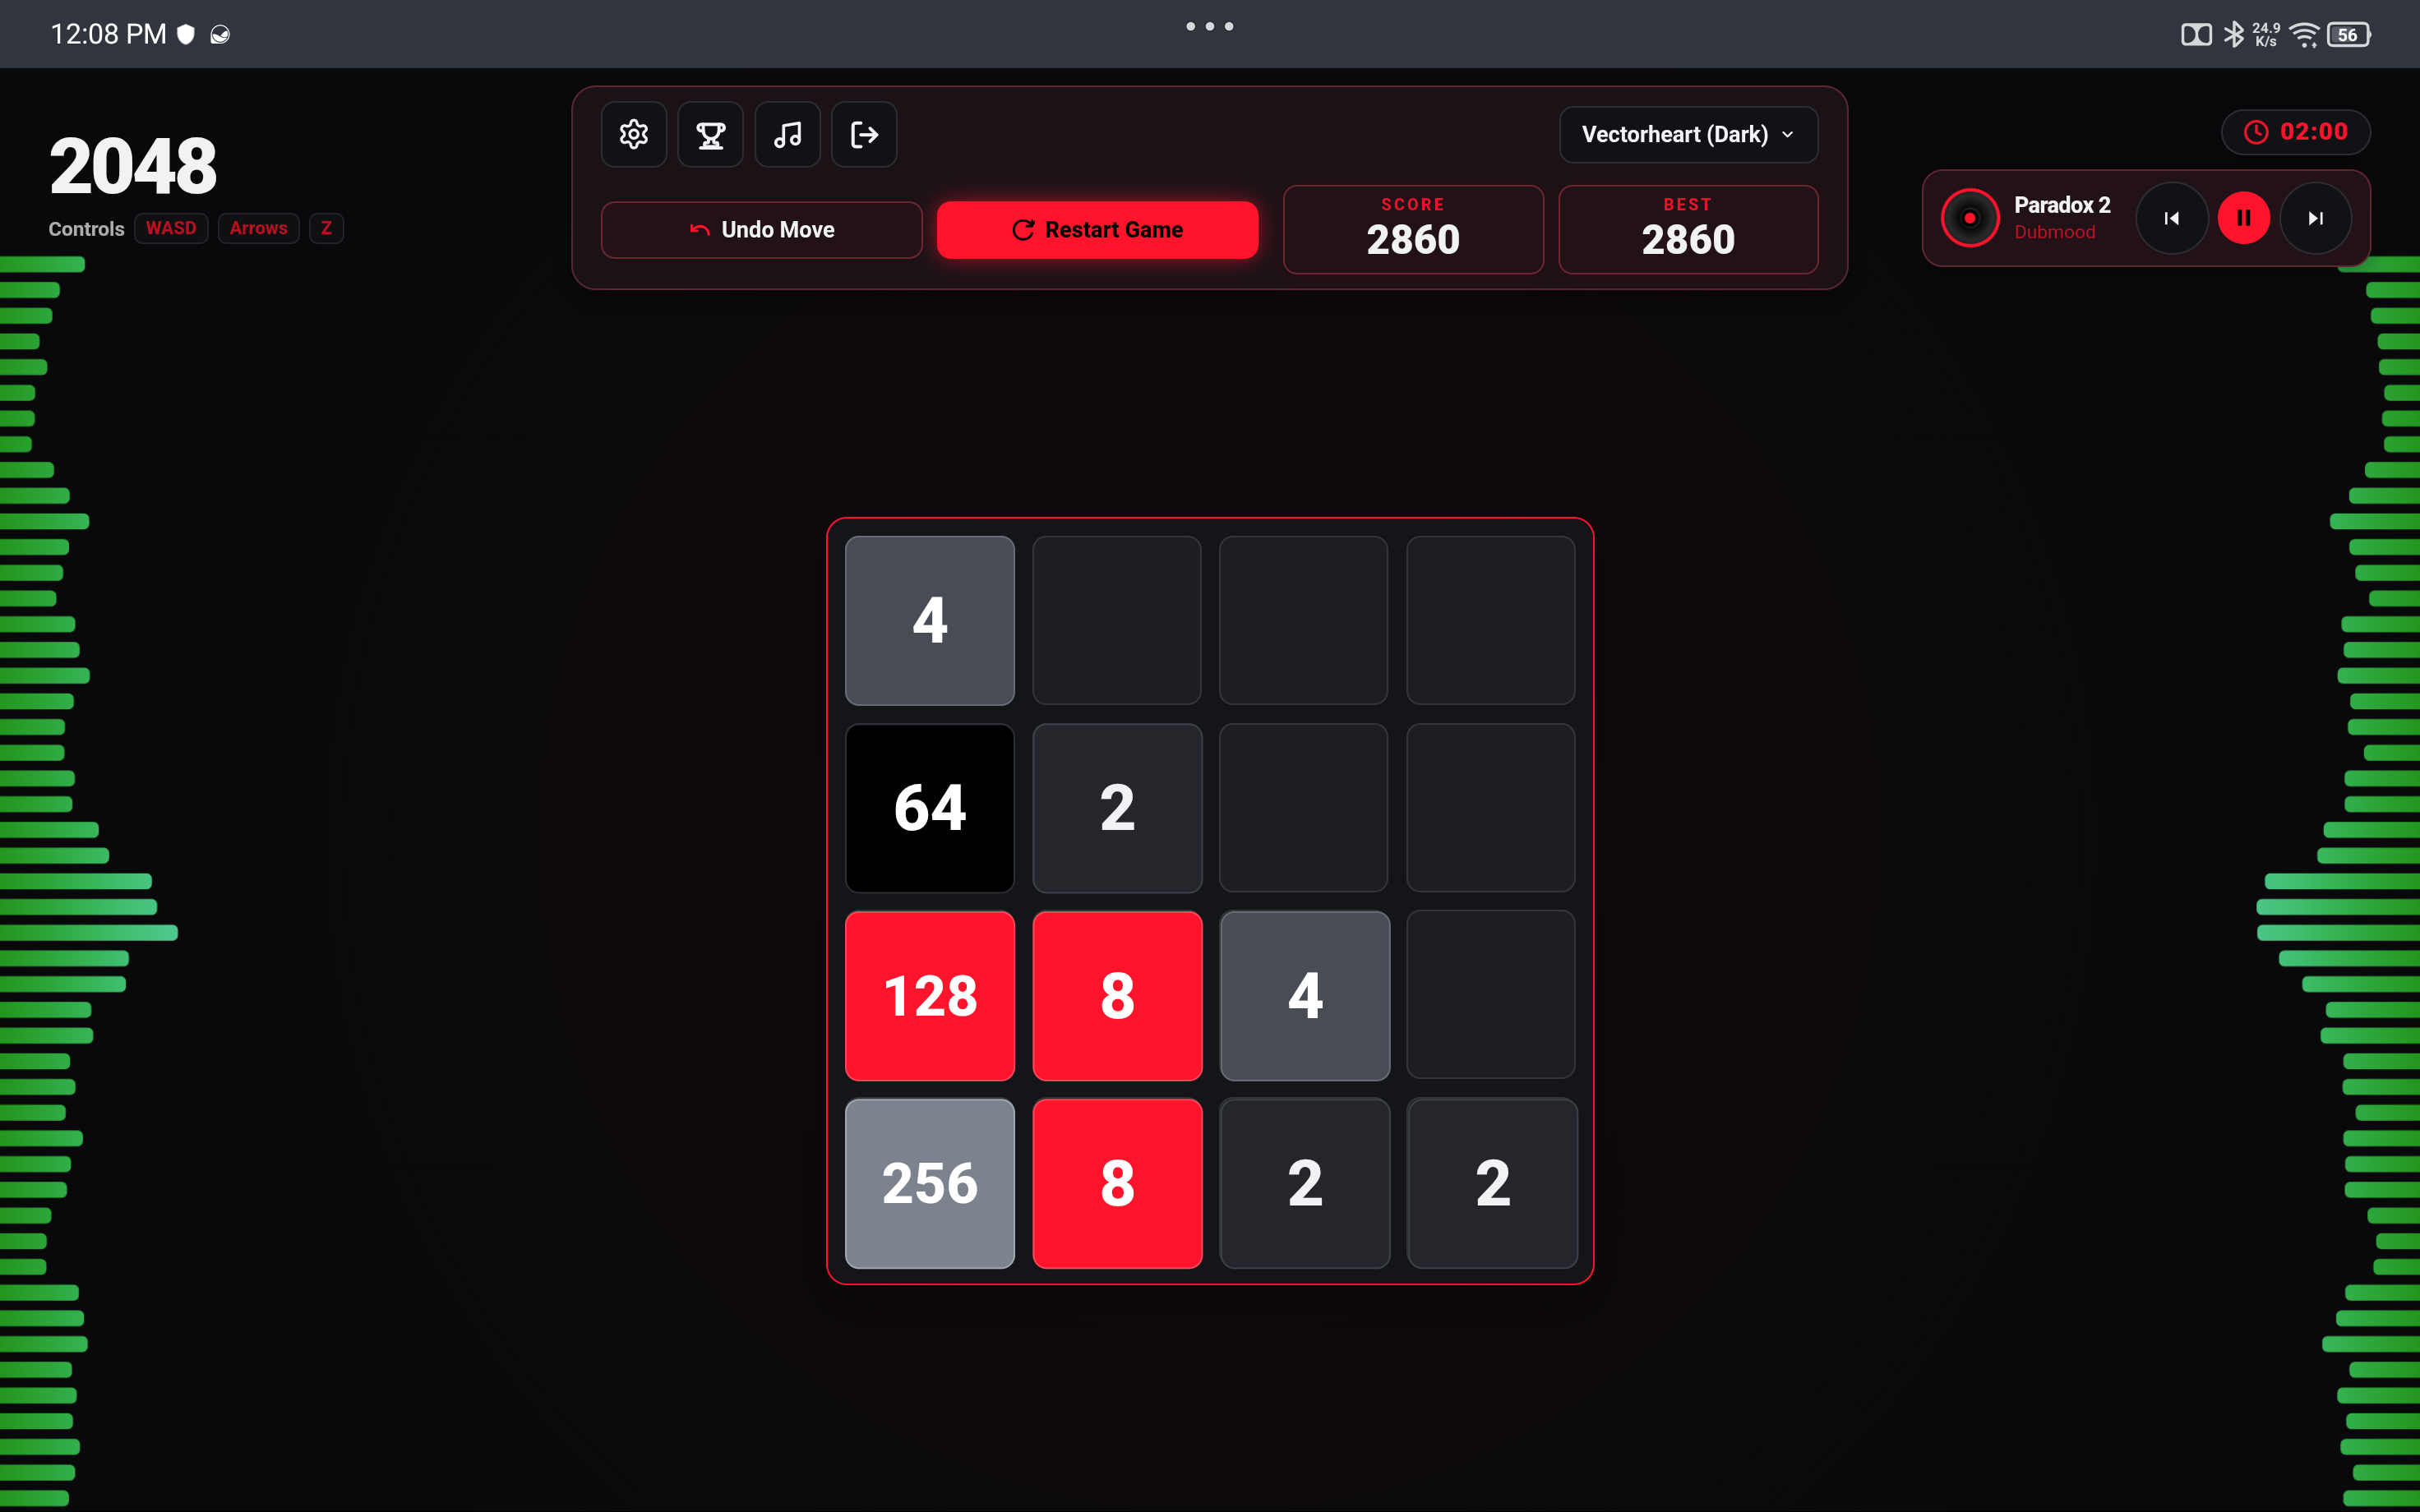 12:08 PM
24.9
K/s
56
2048
Controls WASD Arrows Z
Vectorheart (Dark)
Undo Move
Restart Game
SCORE
2860
BEST
2860
02:00
Paradox 2
Dubmood
4
64 2
128 8 4
256 8 2 2